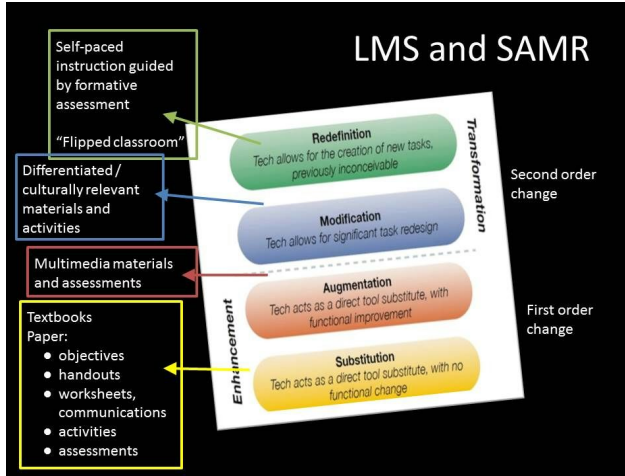 LMS and SAMR
Self-paced
instruction guided
by formative
assessment
“Flipped classroom”
Differentiated /
culturally relevant
materials and
activities
Multimedia materials
and assessments
Textbooks
Paper:
• objectives
• handouts
• worksheets,
communications
• activities
• assessments
Redefinition
Tech allows for the creation of new tasks,
previously inconceivable
Modification
Tech allows for significant task redesign
Transformation
Augmentation
Tech acts as a direct tool substitute, with
functional improvement
Substitution
Tech acts as a direct tool substitute, with no
functional change
Enhancement
Second order
change
First order
change